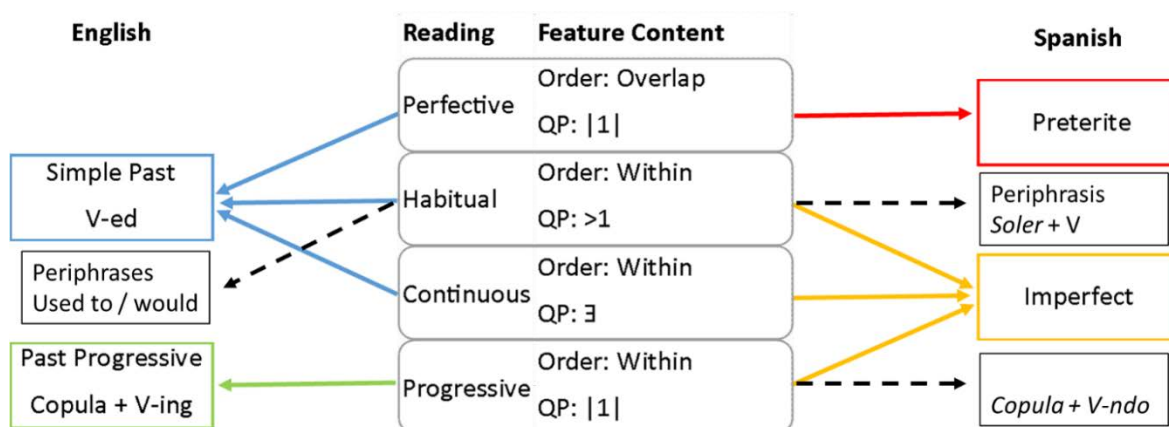 English
Reading
Feature Content
Spanish
Perfective
Order: Overlap
QP: |1|
Preterite
Simple Past
V-ed
Habitual
Order: Within
QP: >1
Periphrasis
Soler + V
Periphrases
Used to / would
Continuous
Order: Within
QP: ∃
Imperfect
Past Progressive
Copula + V-ing
Progressive
Order: Within
QP: |1|
Copula + V-ndo